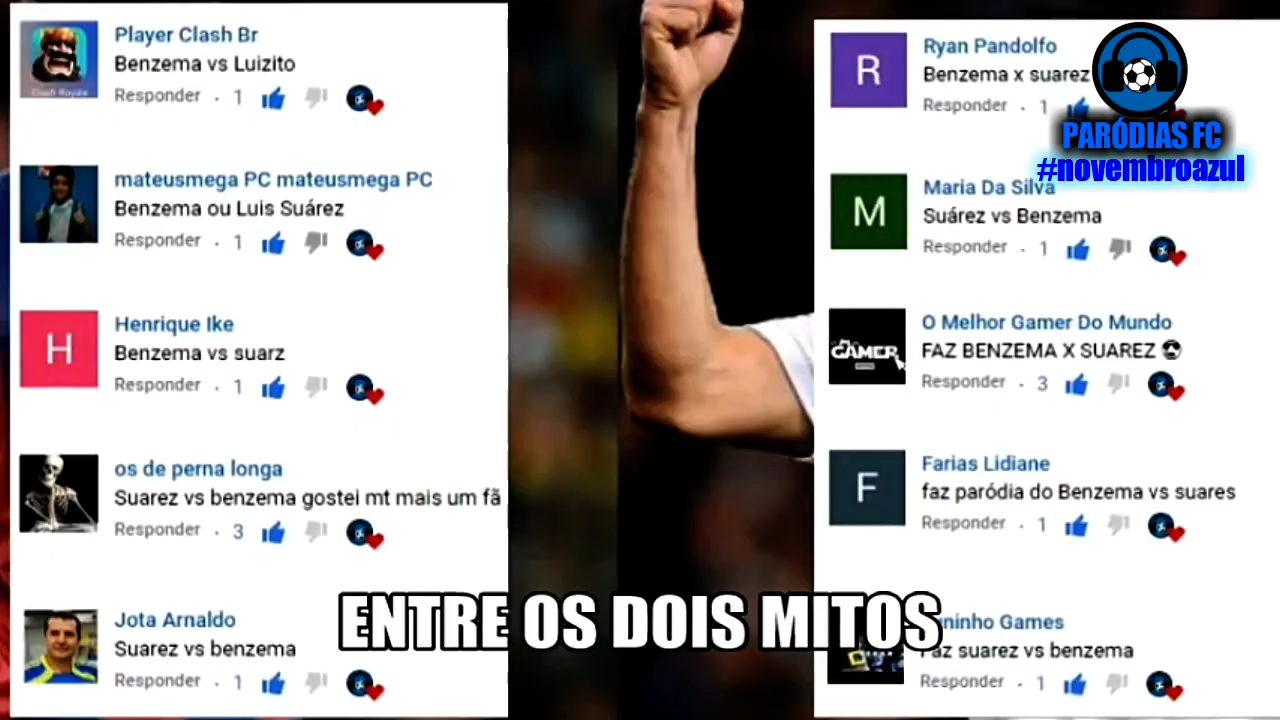 Player Clash Br
Benzema vs Luizito
Responder · 1
mateusmega PC mateusmega PC
Benzema ou Luis Suárez
Responder · 1
Henrique Ike
Benzema vs suarz
Responder · 1
os de perna longa
Suarez vs benzema gostei mt mais um fã
Responder · 3
Jota Arnaldo
Suarez vs benzema
Responder · 1
Clash Royale
H
R
Ryan Pandolfo
Benzema x suarez
Responder · 1
M
Maria Da Silva
Suárez vs Benzema
Responder · 1
GAMER
O Melhor Gamer Do Mundo
FAZ BENZEMA X SUAREZ
Responder · 3
F
Farias Lidiane
faz paródia do Benzema vs suares
Responder · 1
ninho Games
Faz suarez vs benzema
Responder · 1
PARÓDIAS FC
#novembroazul
ENTRE OS DOIS MITOS